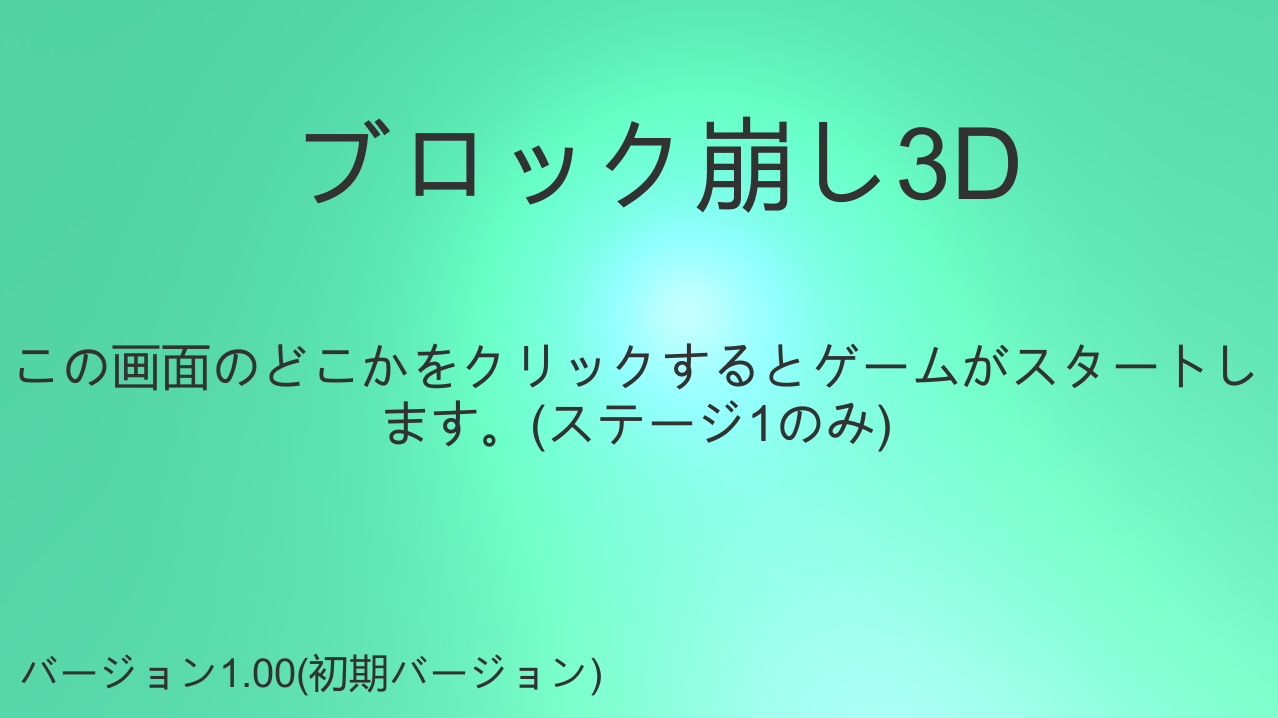 ブロック崩し3D
この画面のどこかをクリックするとゲームがスタートし
ます。(ステージ1のみ)
バージョン1.00(初期バージョン)